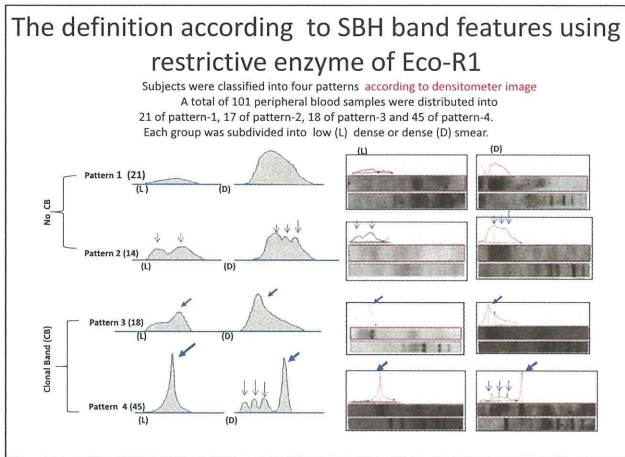 The definition according to SBH band features using
restrictive enzyme of Eco-R1
Subjects were classified into four patterns according to densitometer image
A total of 101 peripheral blood samples were distributed into
21 of pattern-1, 17 of pattern-2, 18 of pattern-3 and 45 of pattern-4.
Each group was subdivided into low (L) dense or dense (D) smear.
(L) (D)
No_CB
Pattern 1 (21)
(L) (D)
Pattern 2 (14)
(L) (D)
Clonal Band (CB)
Pattern 3 (18)
(L) (D)
Pattern 4 (45)
(L) (D)